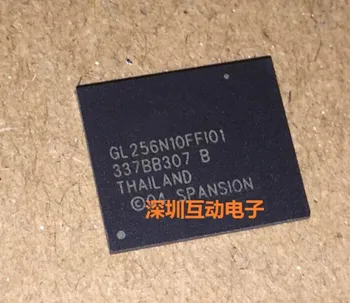 GL256N10FFI01
337BB307 B
THAILAND
©04 SPANSION
深圳互动电子